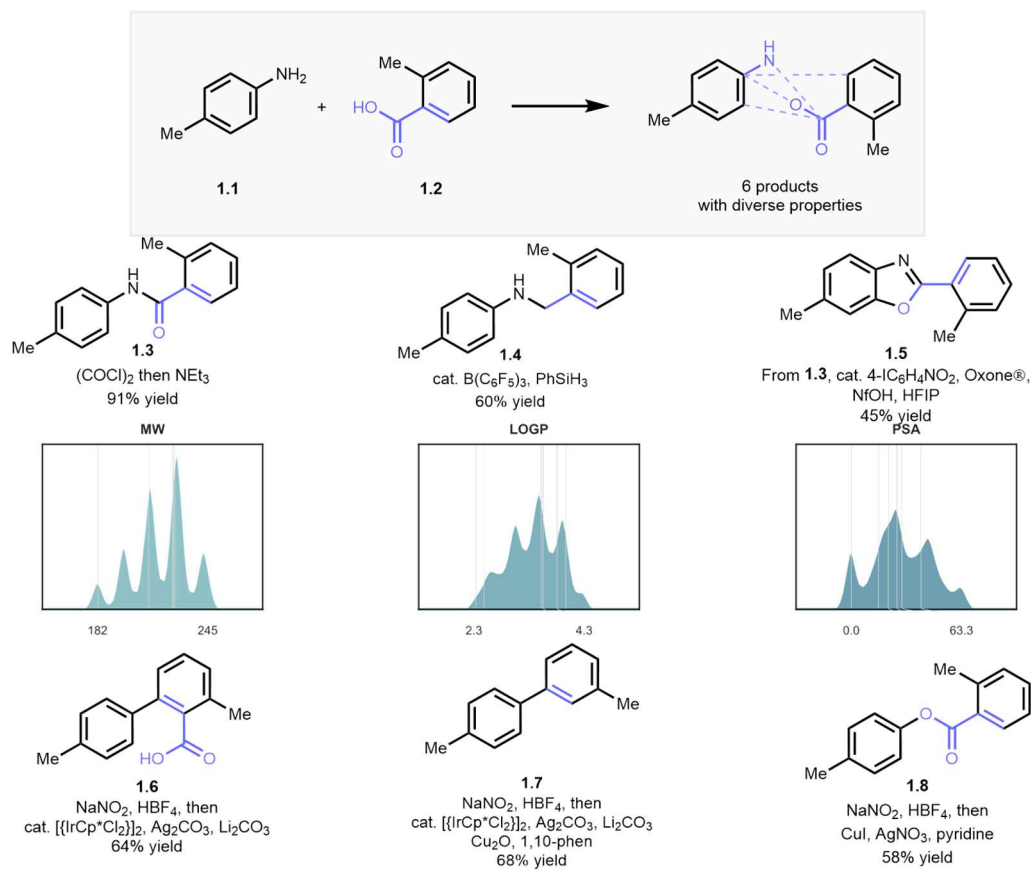 NH₂
Me
1.1
+
Me
HO
O
1.2
H
N
Me
O
O
Me
6 products
with diverse properties
Me
H
N
O
Me
1.3
(COCl)₂ then NEt₃
91% yield
Me
H
N
Me
1.4
cat. B(C₆F₅)₃, PhSiH₃
60% yield
N
O
Me
Me
1.5
From 1.3, cat. 4-IC₆H₄NO₂, Oxone®,
NfOH, HFIP
45% yield
MW
182 245
LOGP
2.3 4.3
PSA
0.0 63.3
Me
Me
HO
O
1.6
NaNO₂, HBF₄, then
cat. [{IrCp*Cl₂}]₂, Ag₂CO₃, Li₂CO₃
64% yield
Me
Me
1.7
NaNO₂, HBF₄, then
cat. [{IrCp*Cl₂}]₂, Ag₂CO₃, Li₂CO₃
Cu₂O, 1,10-phen
68% yield
Me
O
O
Me
1.8
NaNO₂, HBF₄, then
CuI, AgNO₃, pyridine
58% yield